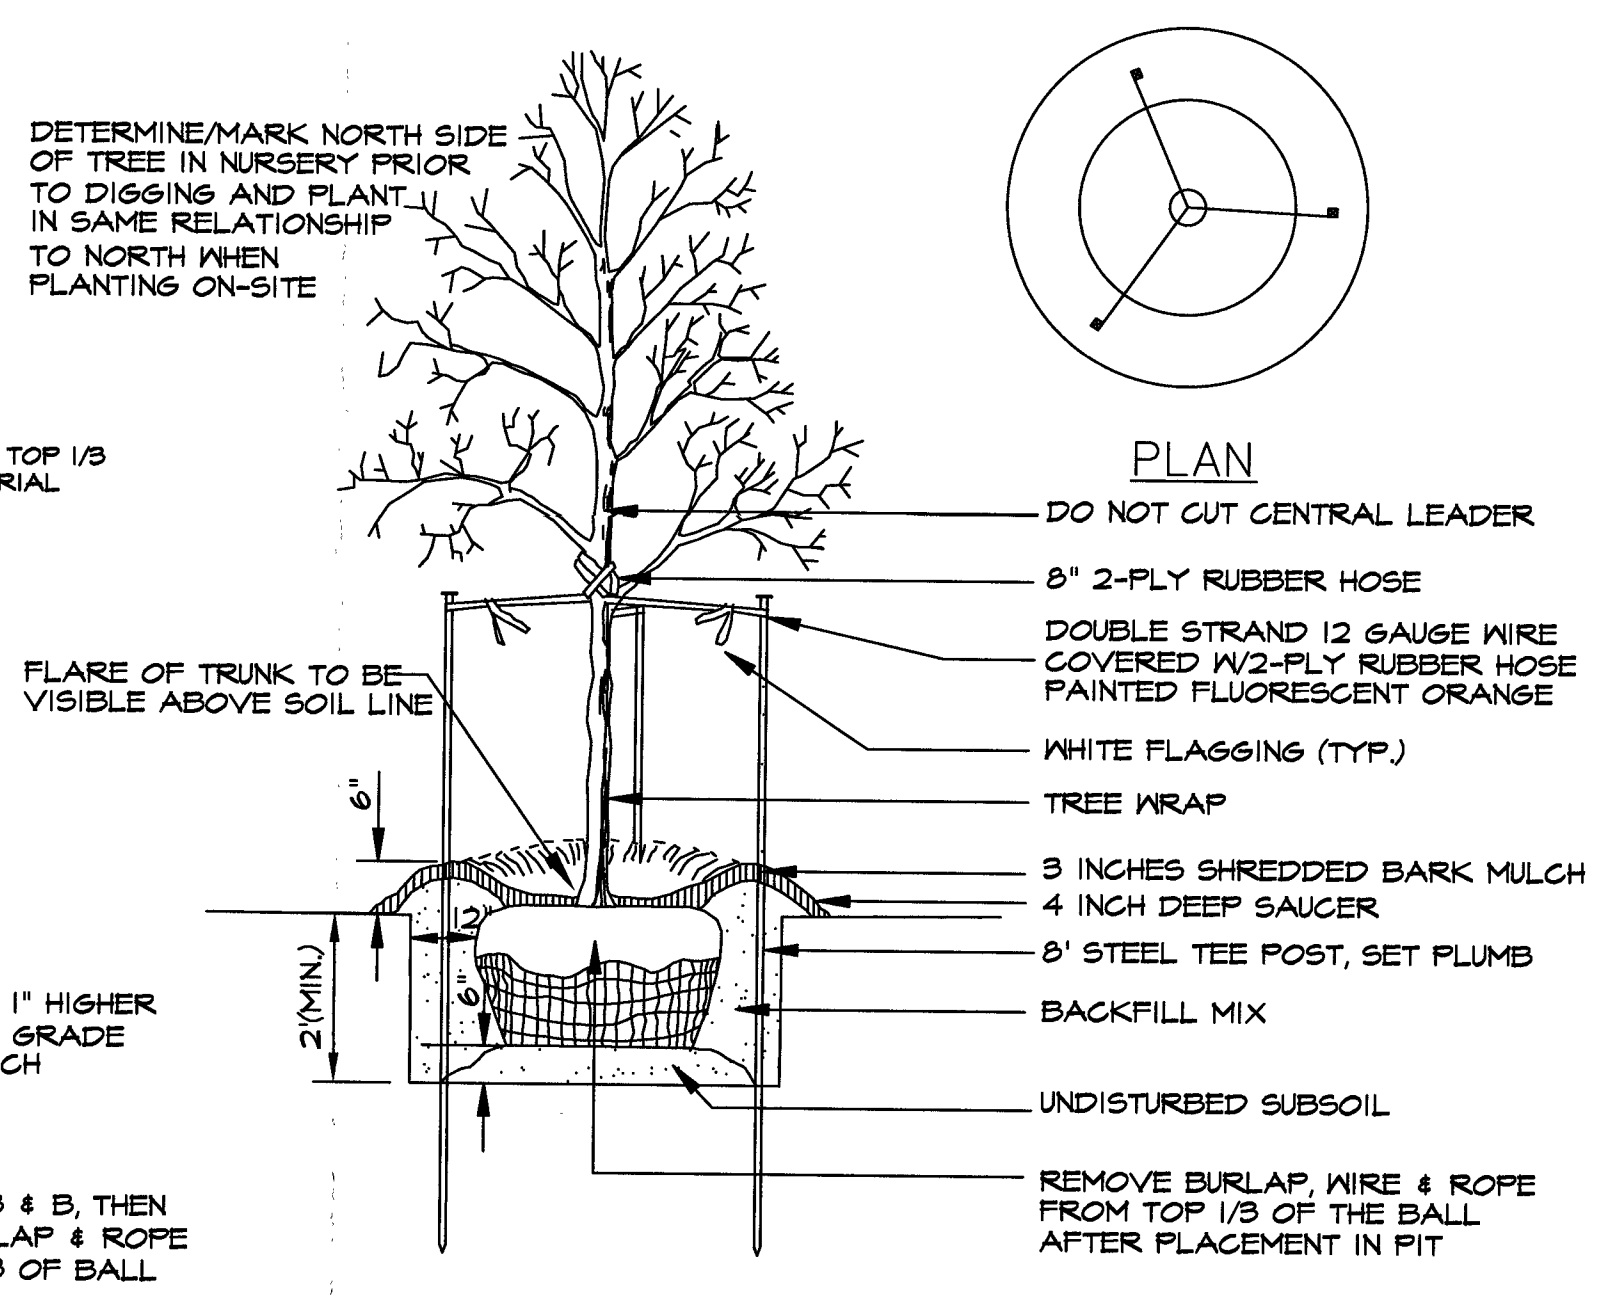 DETERMINE/MARK NORTH SIDE
OF TREE IN NURSERY PRIOR
TO DIGGING AND PLANT
IN SAME RELATIONSHIP
TO NORTH WHEN
PLANTING ON-SITE
TOP 1/3
RIAL
FLARE OF TRUNK TO BE
VISIBLE ABOVE SOIL LINE
6"
12"
6"
2'(MIN.)
1" HIGHER
GRADE
CH
& B, THEN
LAP & ROPE
OF BALL
PLAN
DO NOT CUT CENTRAL LEADER
8" 2-PLY RUBBER HOSE
DOUBLE STRAND 12 GAUGE WIRE
COVERED W/2-PLY RUBBER HOSE
PAINTED FLUORESCENT ORANGE
WHITE FLAGGING (TYP.)
TREE WRAP
3 INCHES SHREDDED BARK MULCH
4 INCH DEEP SAUCER
8' STEEL TEE POST, SET PLUMB
BACKFILL MIX
UNDISTURBED SUBSOIL
REMOVE BURLAP, WIRE & ROPE
FROM TOP 1/3 OF THE BALL
AFTER PLACEMENT IN PIT